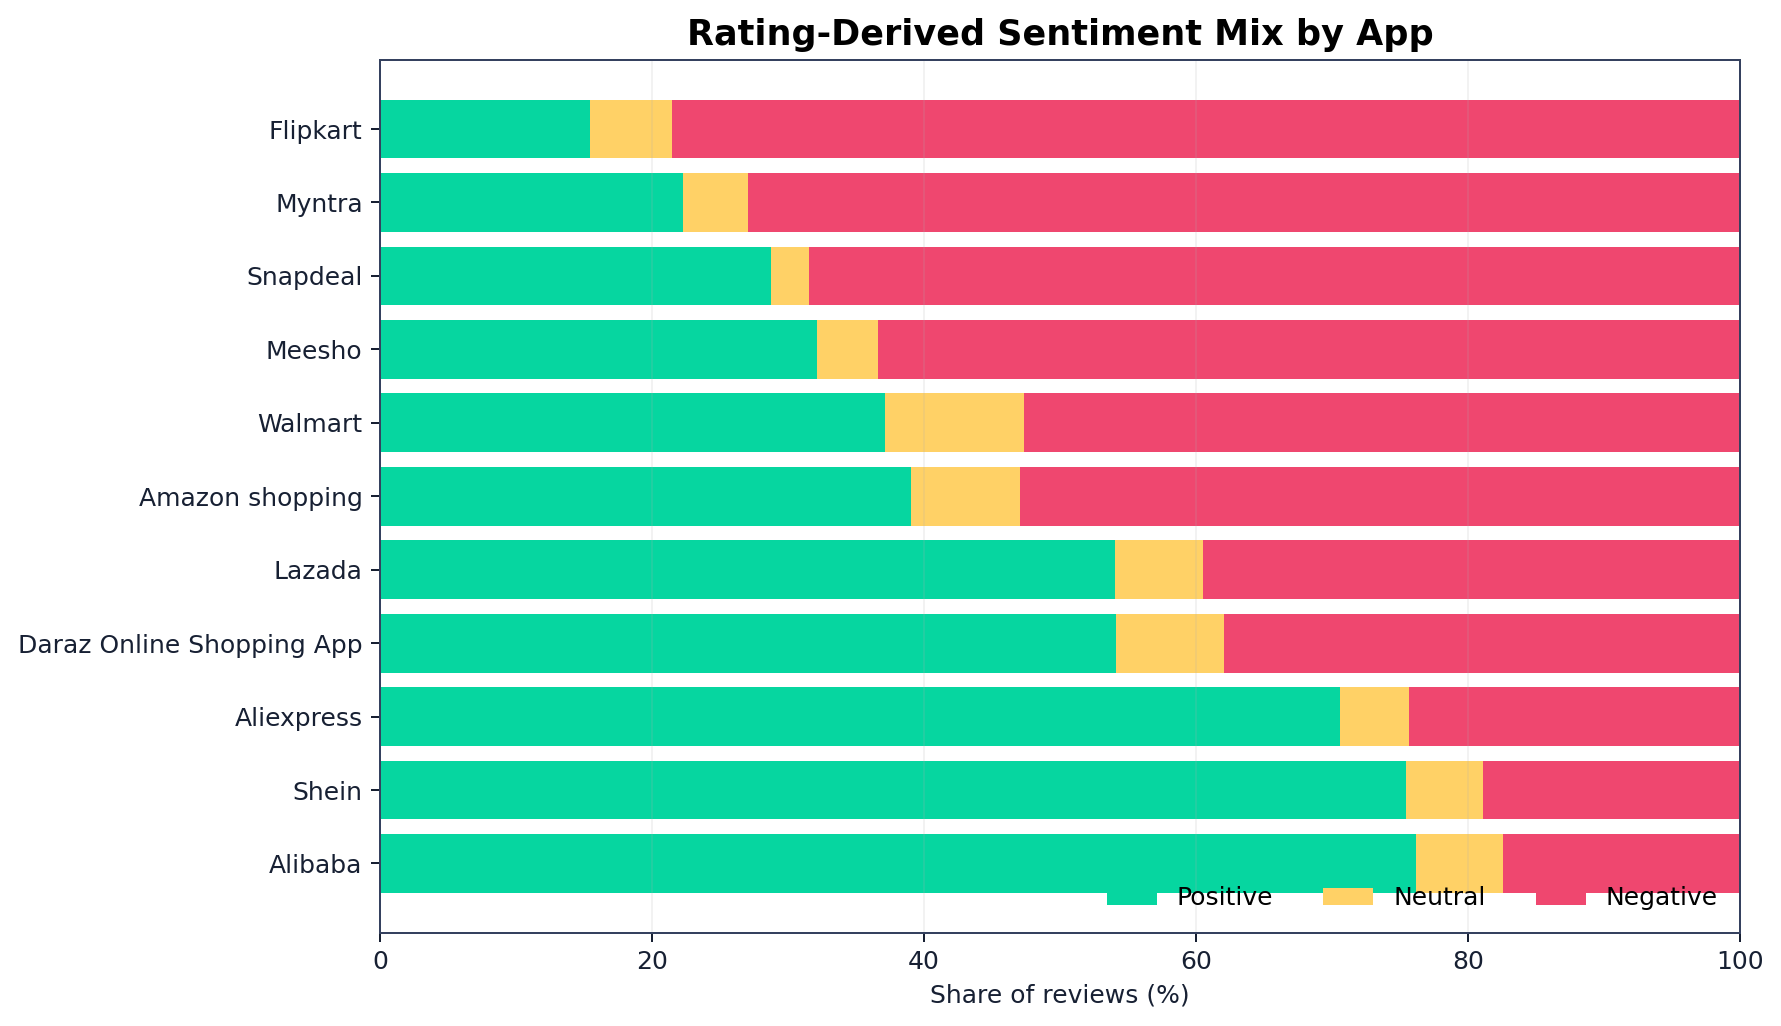 Rating-Derived Sentiment Mix by App
Flipkart
Myntra
Snapdeal
Meesho
Walmart
Amazon shopping
Lazada
Daraz Online Shopping App
Aliexpress
Shein
Alibaba
Positive Neutral Negative
0 20 40 60 80 100
Share of reviews (%)